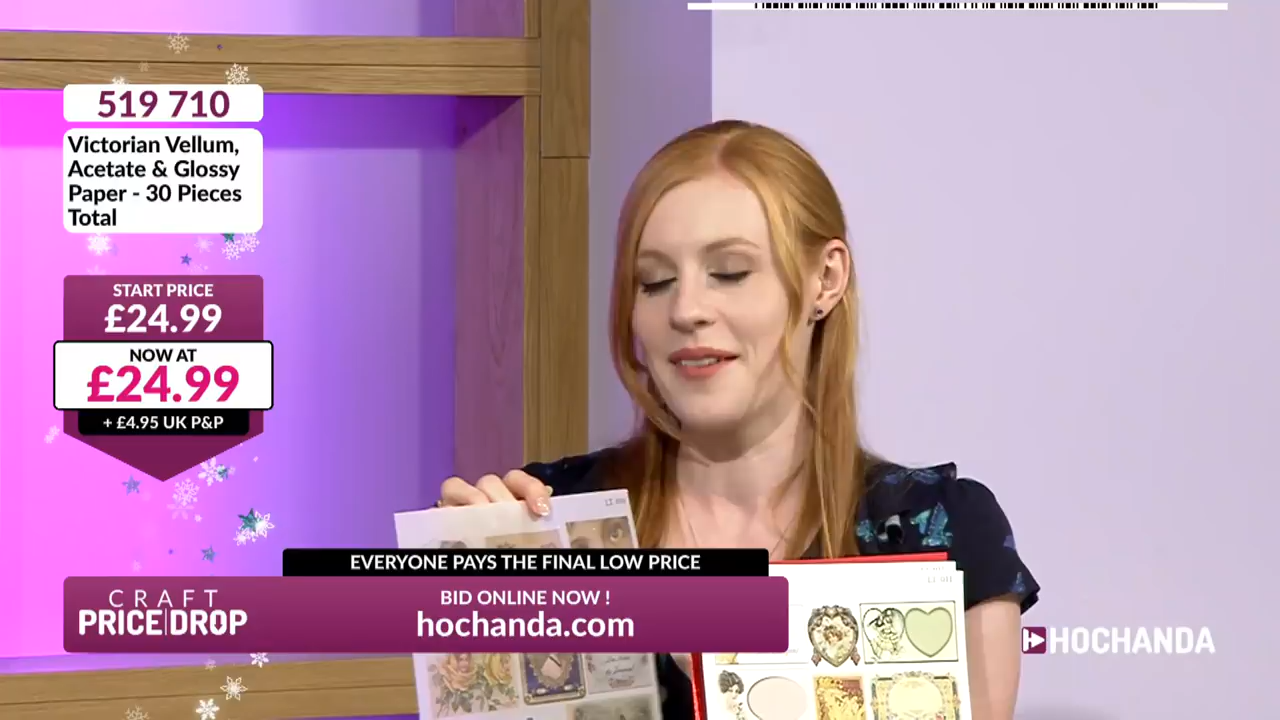 519 710
Victorian Vellum,
Acetate & Glossy
Paper - 30 Pieces
Total
START PRICE
£24.99
NOW AT
£24.99
+ £4.95 UK P&P
EVERYONE PAYS THE FINAL LOW PRICE
CRAFT
PRICE DROP
BID ONLINE NOW !
hochanda.com
HOCHANDA